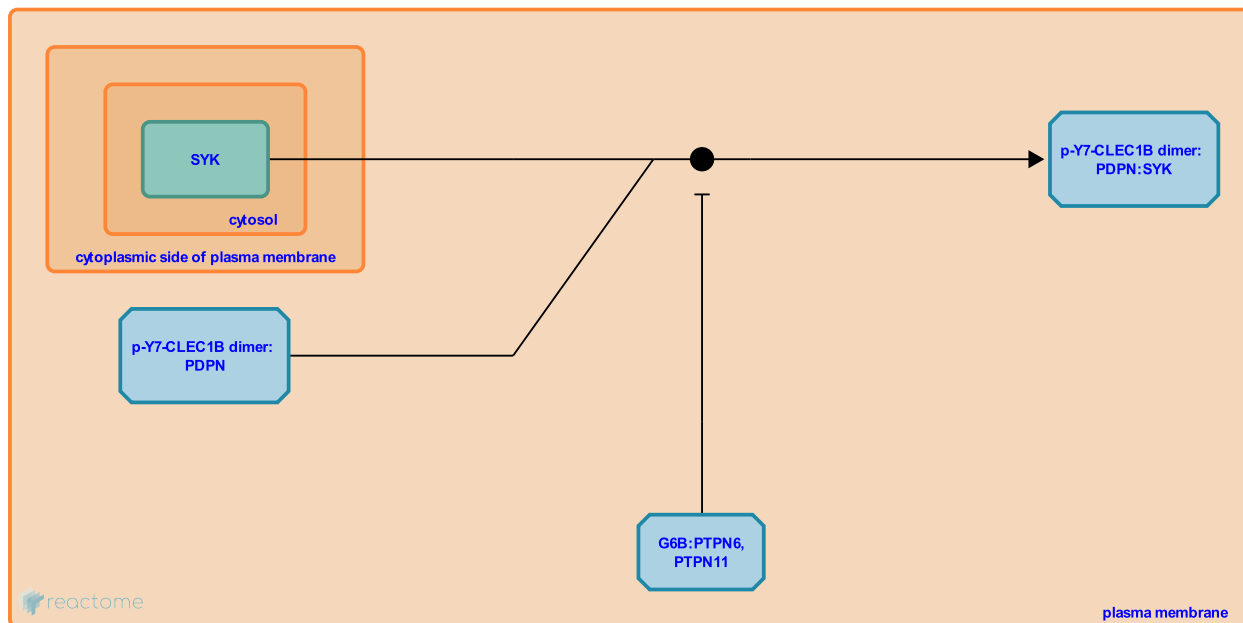 SYK
cytosol
cytoplasmic side of plasma membrane
p-Y7-CLEC1B dimer:
PDPN:SYK
p-Y7-CLEC1B dimer:
PDPN
G6B:PTPN6,
PTPN11
reactome
plasma membrane